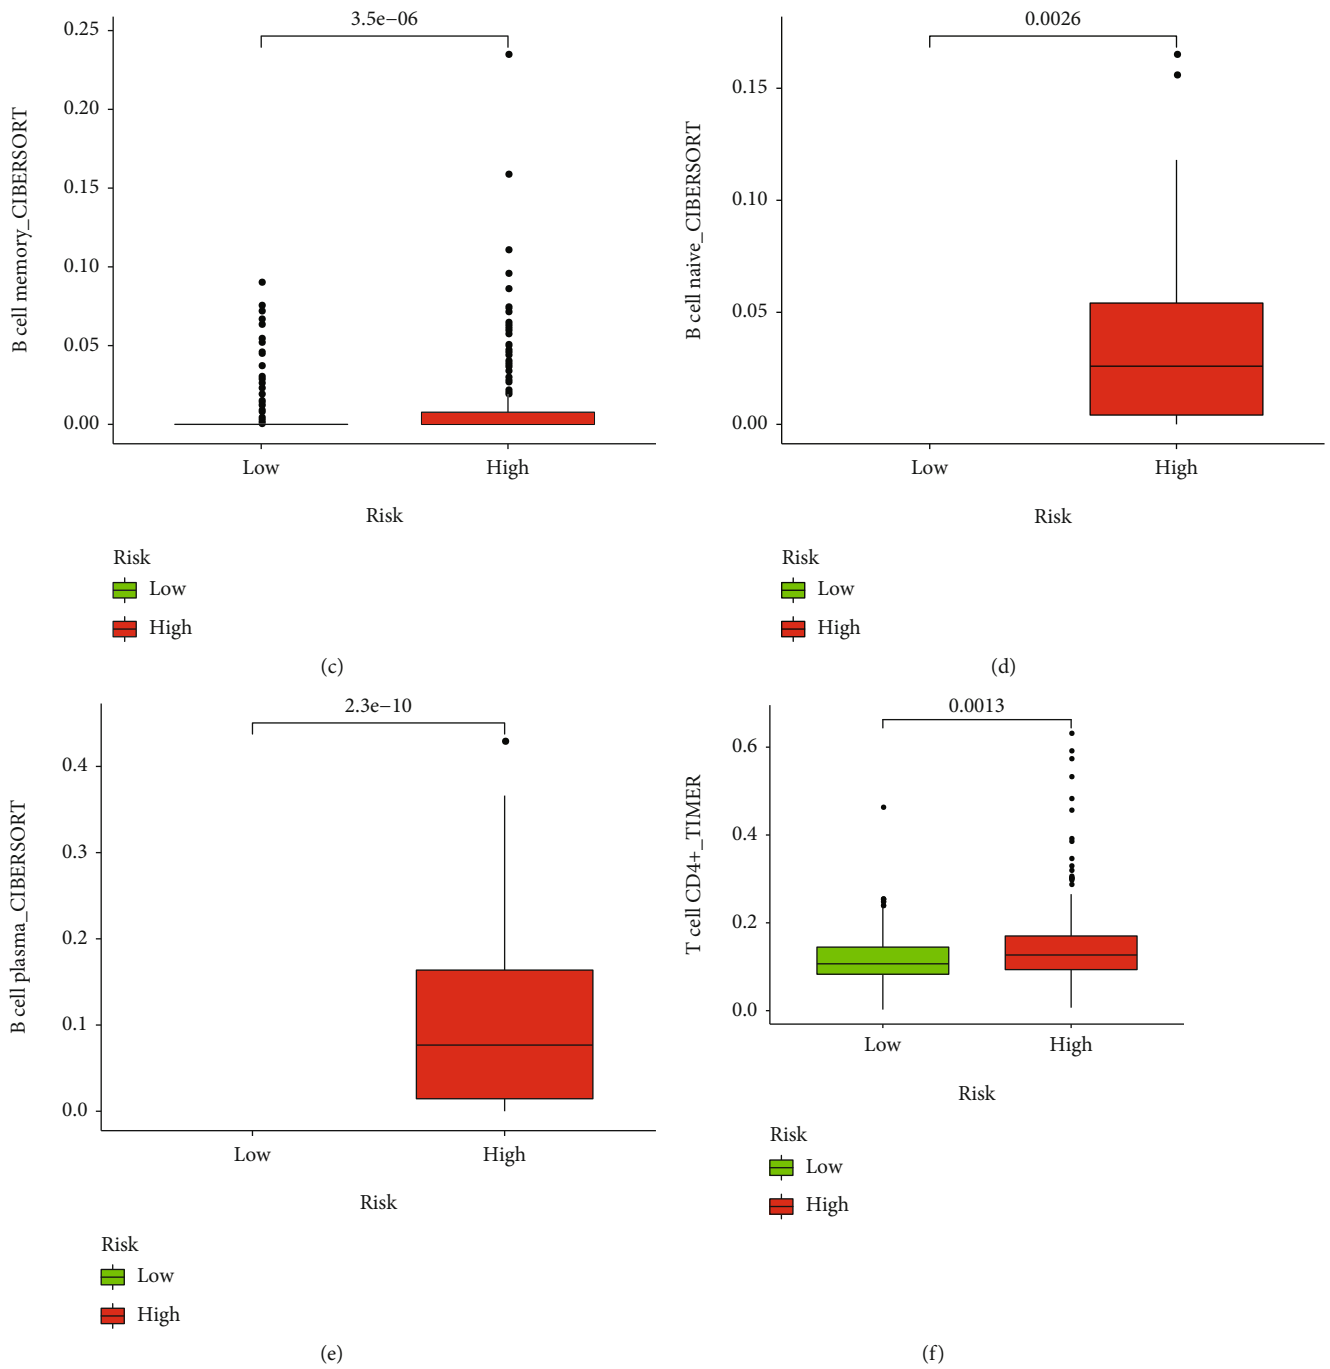 3.5e−06
0.25
0.20
0.15
0.10
0.05
0.00
B cell memory_CIBERSORT
Low
High
Risk
Risk
Low
High
(c)
0.0026
0.15
0.10
0.05
0.00
B cell naive_CIBERSORT
Low
High
Risk
Risk
Low
High
(d)
2.3e−10
0.4
0.3
0.2
0.1
0.0
B cell plasma_CIBERSORT
Low
High
Risk
Risk
Low
High
(e)
0.0013
0.6
0.4
0.2
0.0
T cell CD4+_TIMER
Low
High
Risk
Risk
Low
High
(f)